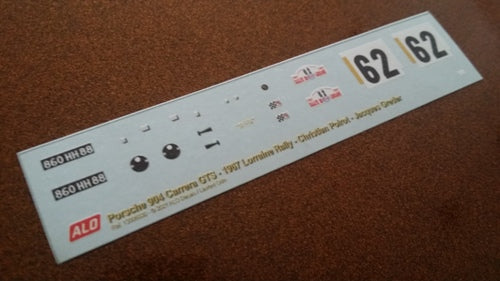 62
62
860 HH 88
860 HH 88
ALO
Porsche 904 Carrera GTS - 1967 Lorraine Rally - Christian Poirot - Jacques Greder